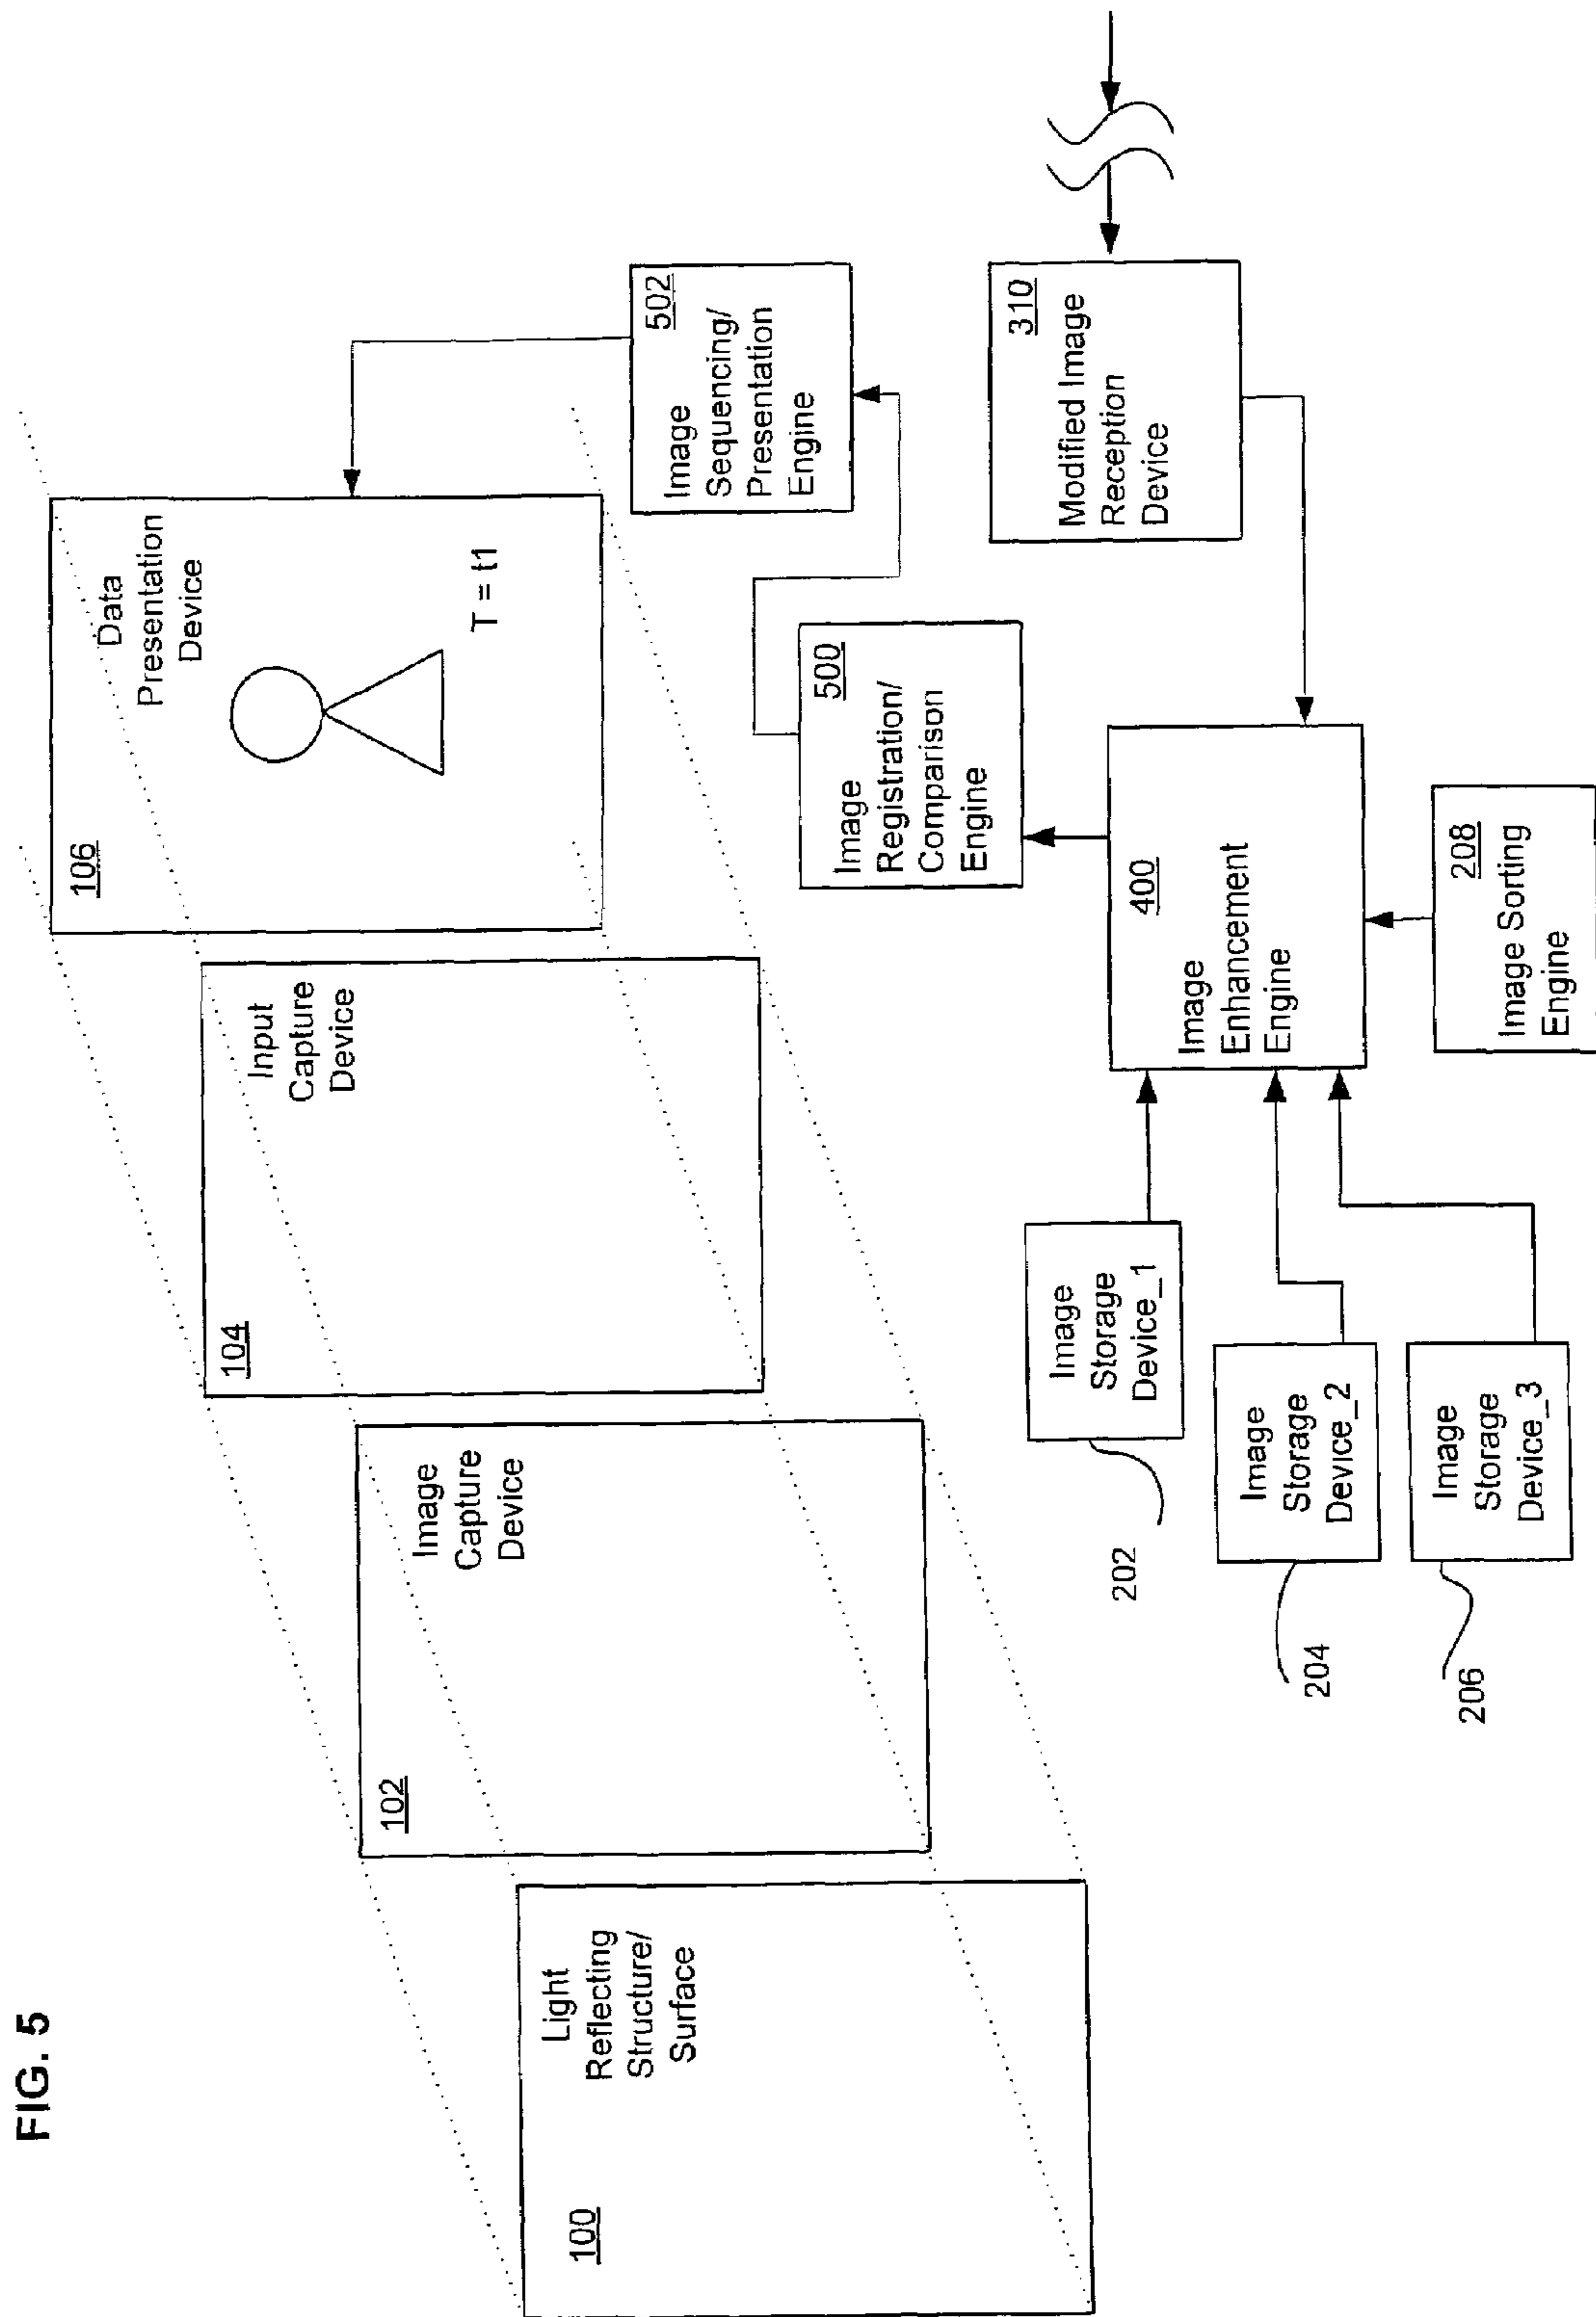 FIG. 5
100
Light
Reflecting
Structure/
Surface
102
Image
Capture
Device
104
Input
Capture
Device
106
Data
Presentation
Device
T = t1
202
Image
Storage
Device_1
204
Image
Storage
Device_2
206
Image
Storage
Device_3
400
Image
Enhancement
Engine
208
Image Sorting
Engine
500
Image
Registration/
Comparison
Engine
502
Image
Sequencing/
Presentation
Engine
310
Modified Image
Reception
Device